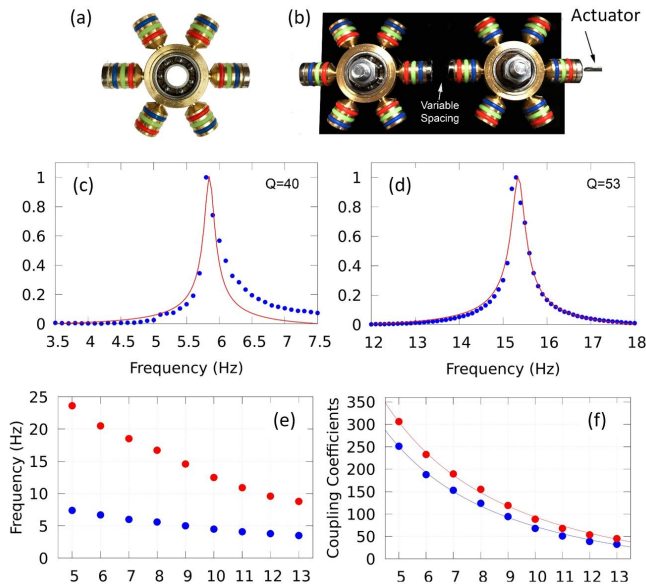 (a)
(b)
Actuator
Variable
Spacing
(c)
Q=40
1
0.8
0.6
0.4
0.2
0
3.5 4 4.5 5 5.5 6 6.5 7 7.5
Frequency (Hz)
(d)
Q=53
1
0.8
0.6
0.4
0.2
0
12 13 14 15 16 17 18
Frequency (Hz)
(e)
Frequency (Hz)
25
20
15
10
5
0
5 6 7 8 9 10 11 12 13
(f)
Coupling Coefficients
350
300
250
200
150
100
50
0
5 6 7 8 9 10 11 12 13